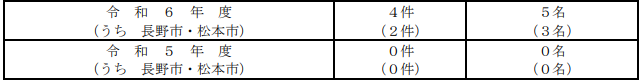 令 和 ６ 年 度 ４件 ５名
（うち 長野市・松本市） （２件） （３名）
令 和 ５ 年 度 ０件 ０名
（うち 長野市・松本市） （０件） （０名）